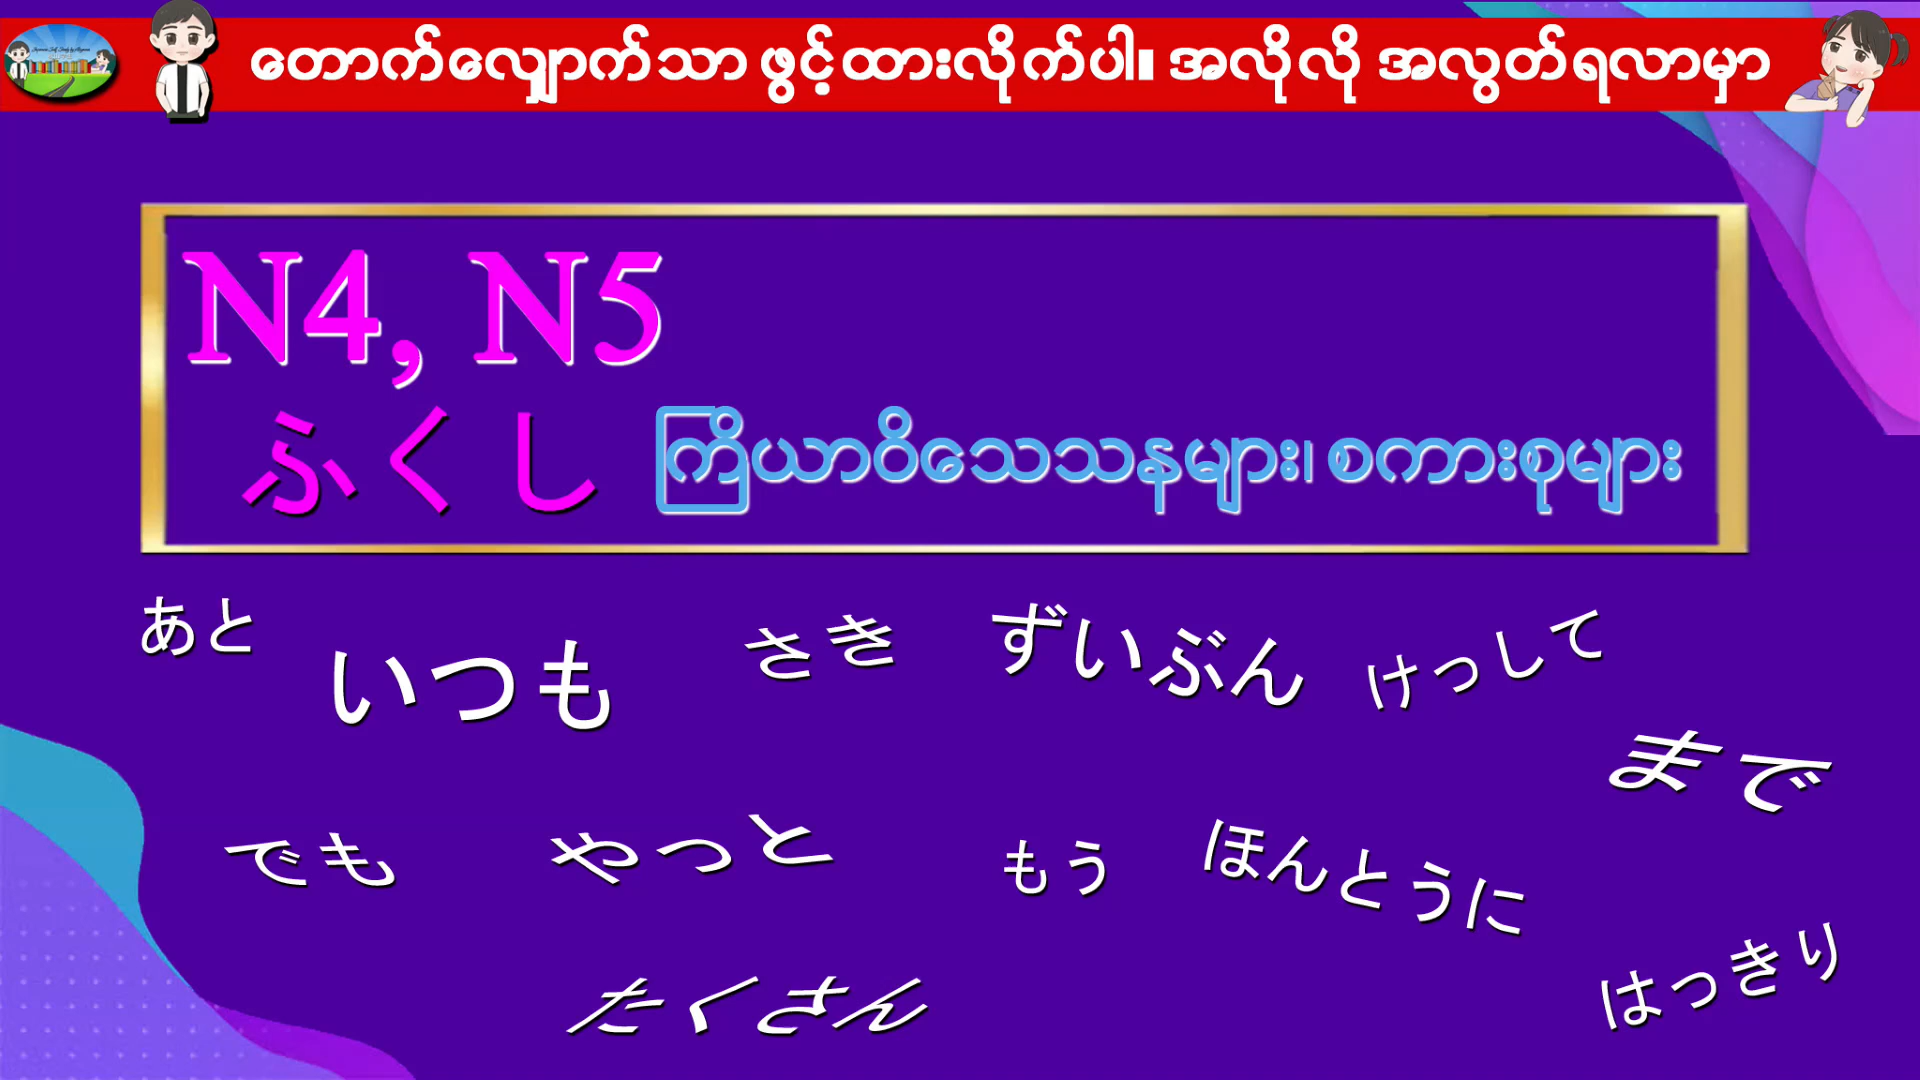 တောက်လျှောက်သာ ဖွင့်ထားလိုက်ပါ။ အလိုလို အလွတ်ရလာမှာ
N4, N5
ふくし ကြိယာဝိသေသနများ၊ စကားစုများ
あと
いつも
さき
ずいぶん
けっして
まで
でも
やっと
もう
ほんとうに
たくさん
はっきり